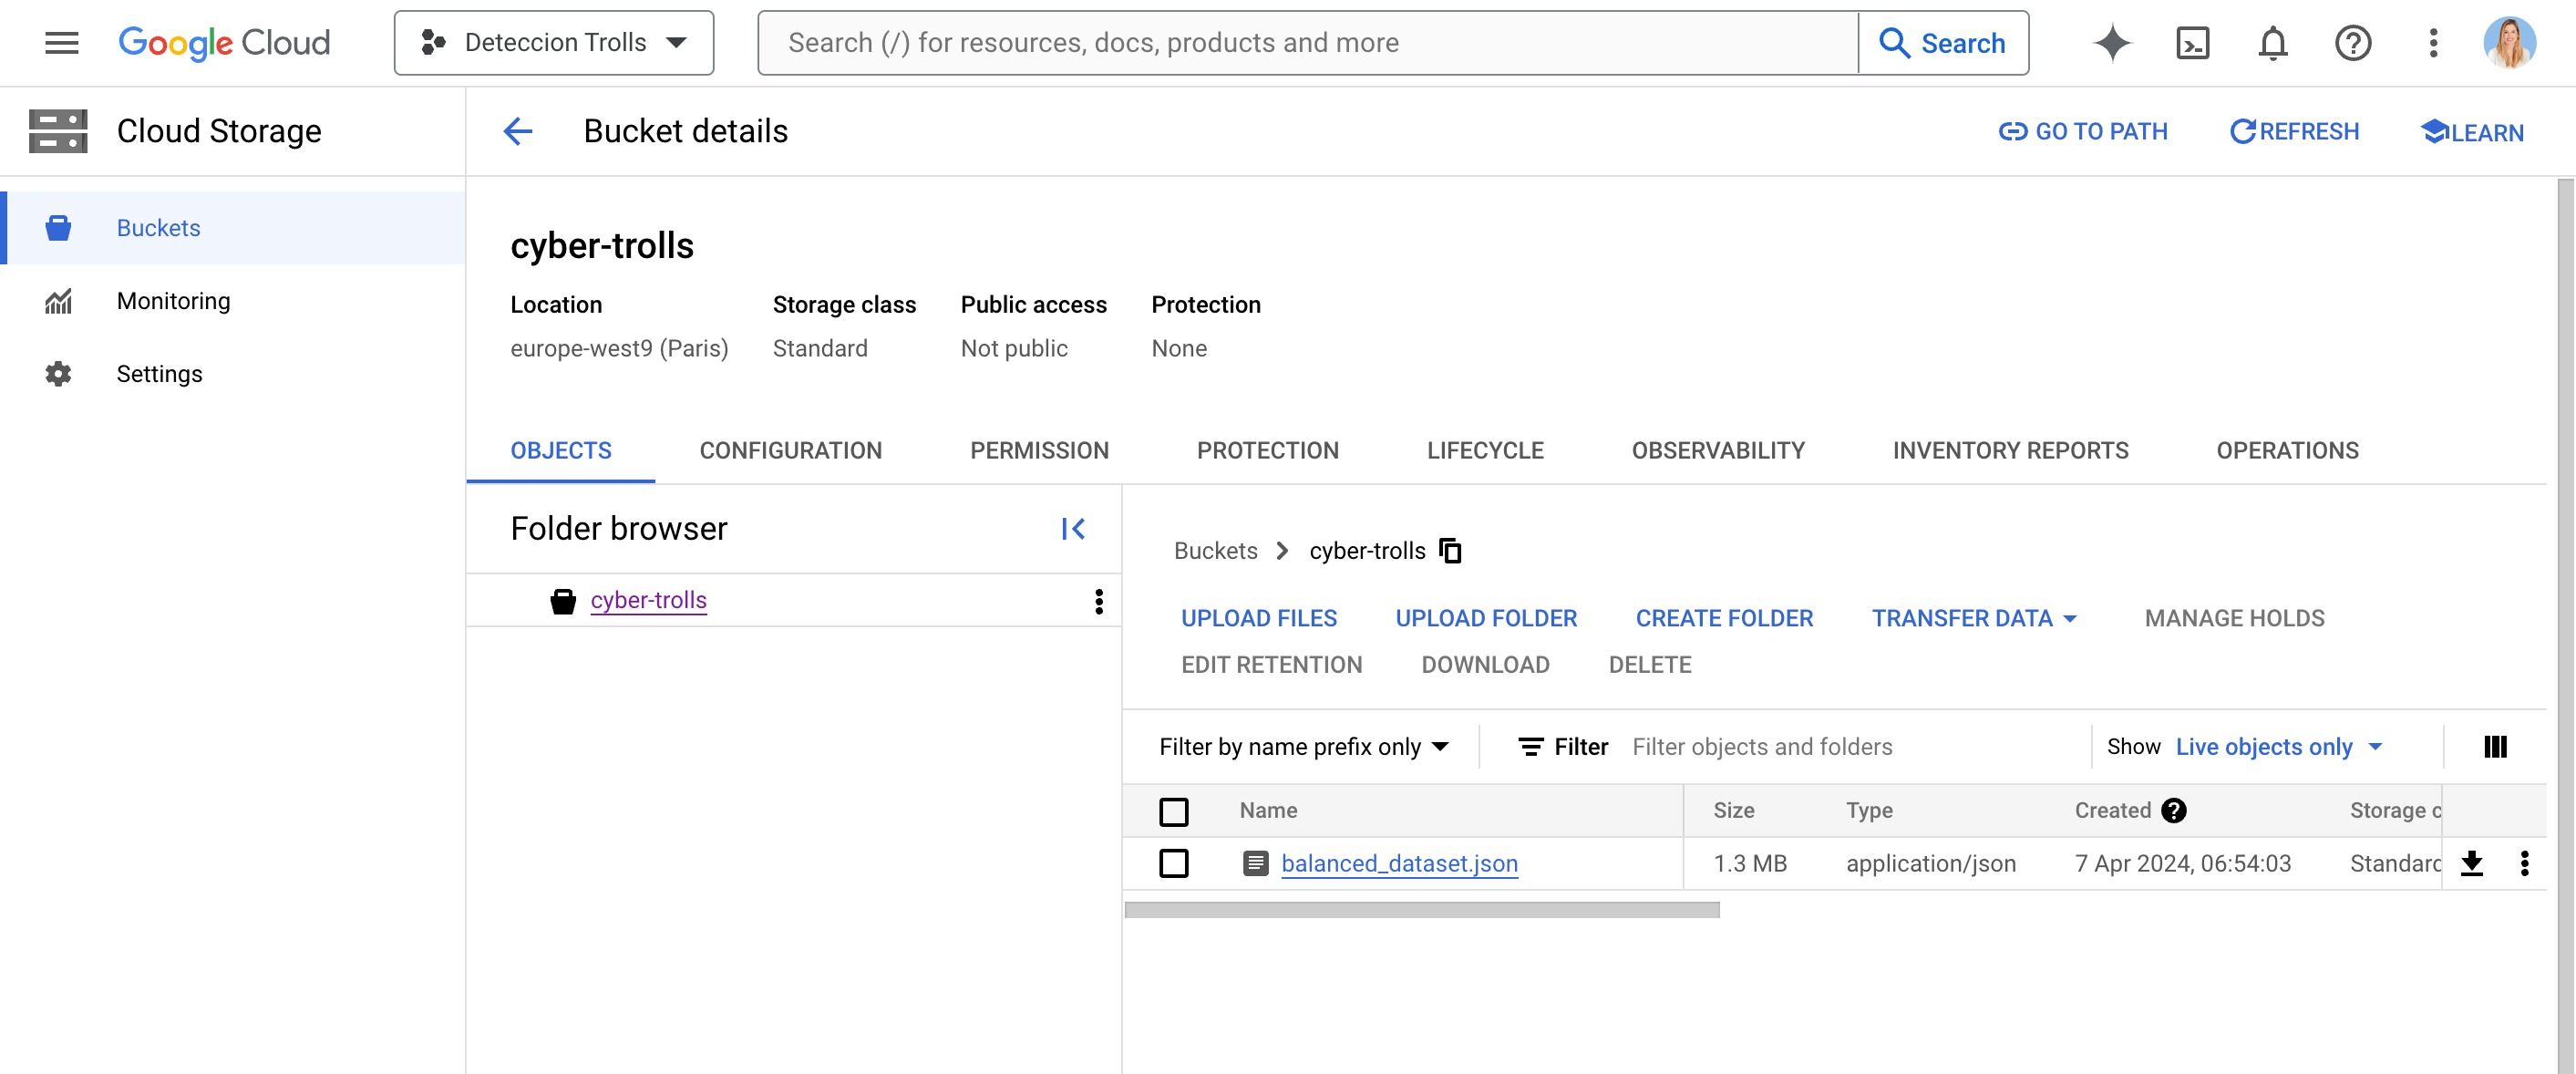 Google Cloud
Deteccion Trolls
Search (/) for resources, docs, products and more
Search
Cloud Storage
Bucket details
GO TO PATH
REFRESH
LEARN
Buckets
Monitoring
Settings
cyber-trolls
Location Storage class Public access Protection
europe-west9 (Paris) Standard Not public None
OBJECTS CONFIGURATION PERMISSION PROTECTION LIFECYCLE OBSERVABILITY INVENTORY REPORTS OPERATIONS
Folder browser
cyber-trolls
Buckets > cyber-trolls
UPLOAD FILES UPLOAD FOLDER CREATE FOLDER TRANSFER DATA MANAGE HOLDS
EDIT RETENTION DOWNLOAD DELETE
Filter by name prefix only Filter Filter objects and folders Show Live objects only
Name Size Type Created Storage c
balanced_dataset.json 1.3 MB application/json 7 Apr 2024, 06:54:03 Standard